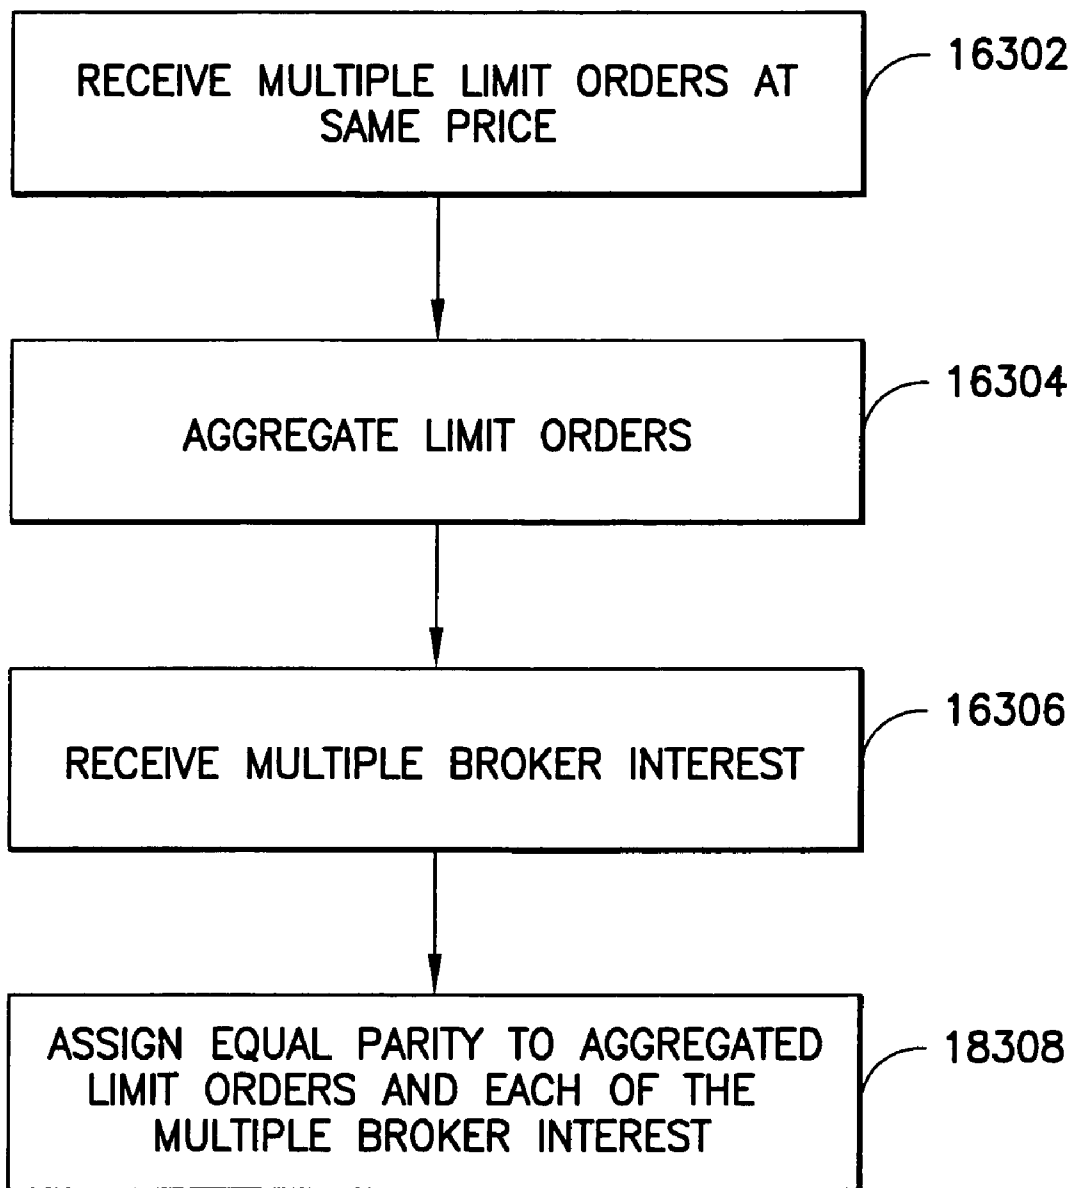 RECEIVE MULTIPLE LIMIT ORDERS AT
SAME PRICE
16302
AGGREGATE LIMIT ORDERS
16304
RECEIVE MULTIPLE BROKER INTEREST
16306
ASSIGN EQUAL PARITY TO AGGREGATED
LIMIT ORDERS AND EACH OF THE
MULTIPLE BROKER INTEREST
18308